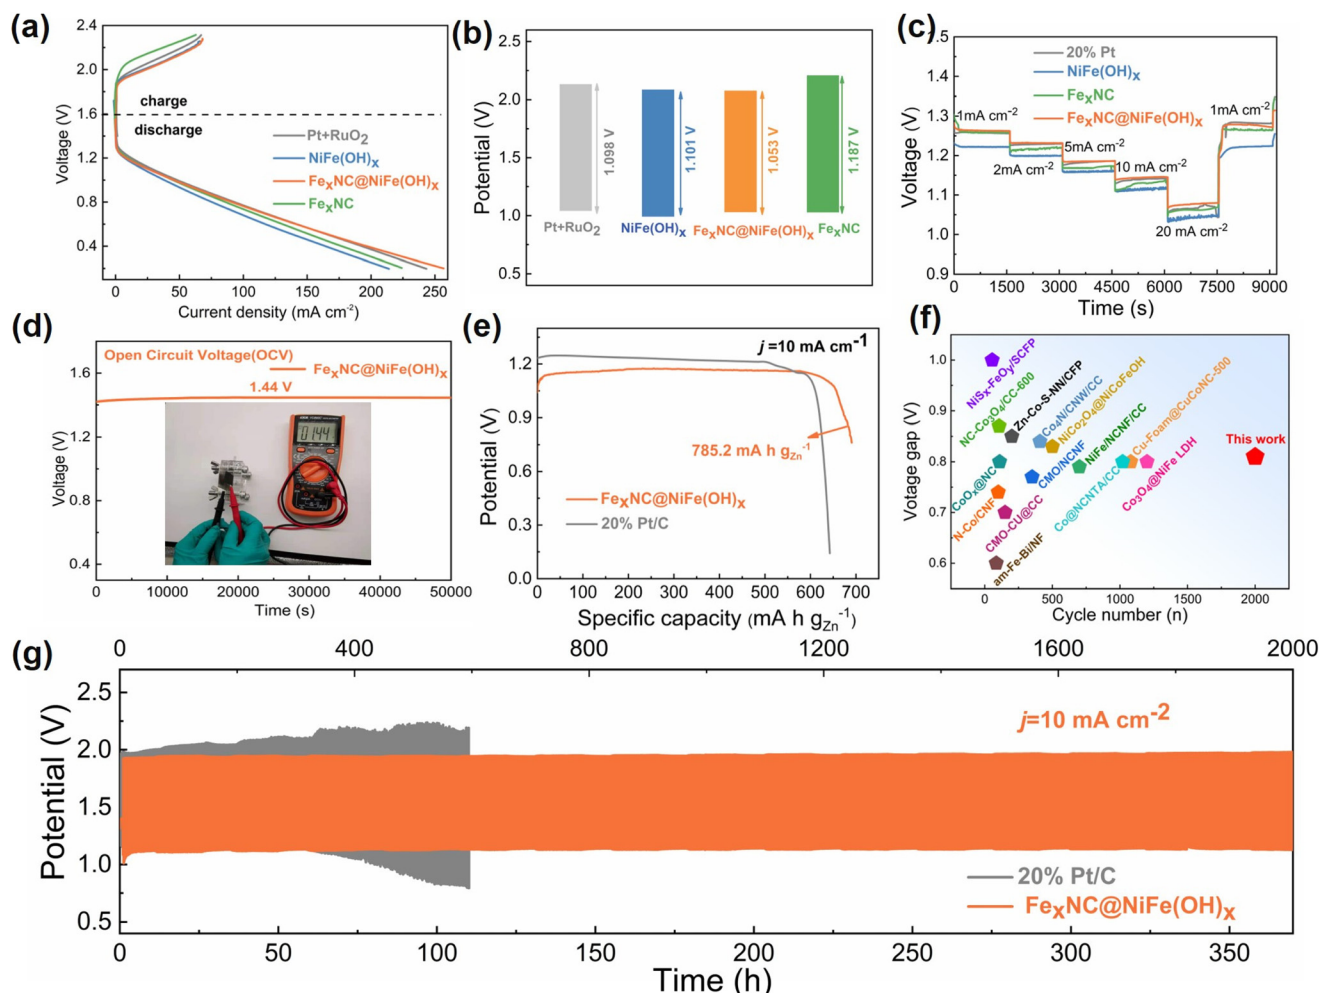 (a)
2.4
2.0
1.6
1.2
0.8
0.4
Voltage (V)
charge
discharge
Pt+RuO2
NiFe(OH)x
FexNC@NiFe(OH)x
FexNC
0 50 100 150 200 250
Current density (mA cm-2)
(b)
2.5
2.0
1.5
1.0
0.5
Potential (V)
1.098 V
1.101 V
1.053 V
1.187 V
Pt+RuO2
NiFe(OH)x
FexNC@NiFe(OH)x
FexNC
(c)
1.5
1.4
1.3
1.2
1.1
1.0
0.9
Voltage (V)
20% Pt
NiFe(OH)x
FexNC
FexNC@NiFe(OH)x
1mA cm-2
2mA cm-2
5mA cm-2
10 mA cm-2
20 mA cm-2
1mA cm-2
0 1500 3000 4500 6000 7500 9000
Time (s)
(d)
1.6
1.2
0.8
0.4
Voltage (V)
Open Circuit Voltage(OCV)
FexNC@NiFe(OH)x
1.44 V
0144
0 10000 20000 30000 40000 50000
Time (s)
(e)
1.2
0.9
0.6
1.2
0.0
Potential (V)
j=10 mA cm-1
785.2 mA h gZn-1
FexNC@NiFe(OH)x
20% Pt/C
0 100 200 300 400 500 600 700 800
Specific capacity (mA h gZn-1)
(f)
1.0
0.9
0.8
0.7
0.6
Votage gap (V)
NiSx-FeOy/SCFP
NC-Co3O4/CC-600
Zn-Co-S-NN/CFP
Co4N/CNW/CC
NiCo2O4@NiCoFeOH
CoOx@NC
CMO/NCNF
NiFe/NCNF/CC
Cu-Foam@CuCoNC-500
Co@NCNTA/CC
Co3O4@NiFe LDH
N-Co/CNF
CMO-CU@CC
am-Fe-Bi/NF
This work
0 500 1000 1500 2000
Cycle number (n)
(g)
0 400 800 1200 1600 2000
2.5
2.0
1.5
1.0
0.5
Potential (V)
j=10 mA cm-2
20% Pt/C
FexNC@NiFe(OH)x
0 50 100 150 200 250 300 350
Time (h)